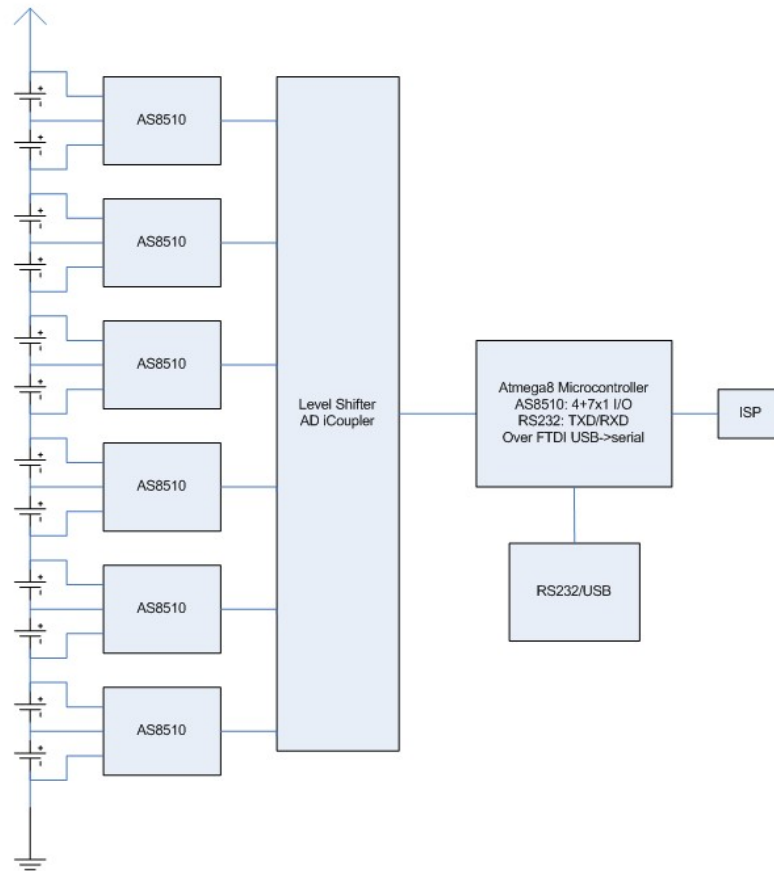 AS8510
AS8510
AS8510
AS8510
AS8510
AS8510
Level Shifter
AD iCoupler
Atmega8 Microcontroller
AS8510: 4+7x1 I/O
RS232: TXD/RXD
Over FTDI USB->serial
ISP
RS232/USB